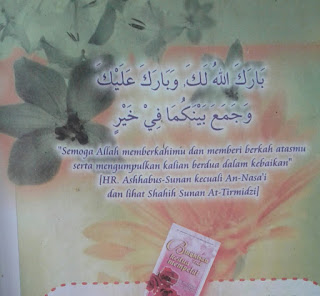 بَارَكَ اللهُ لَكَ، وَبَارَكَ عَلَيْكَ
وَجَمَعَ بَيْنَكُمَا فِيْ خَيْرٍ
"Semoga Allah memberkahimu dan memberi berkah atasmu
serta mengumpulkan kalian berdua dalam kebaikan"
[HR. Ashhabus-Sunan kecuali An-Nasa'i
dan lihat Shahih Sunan At-Tirmidzi]